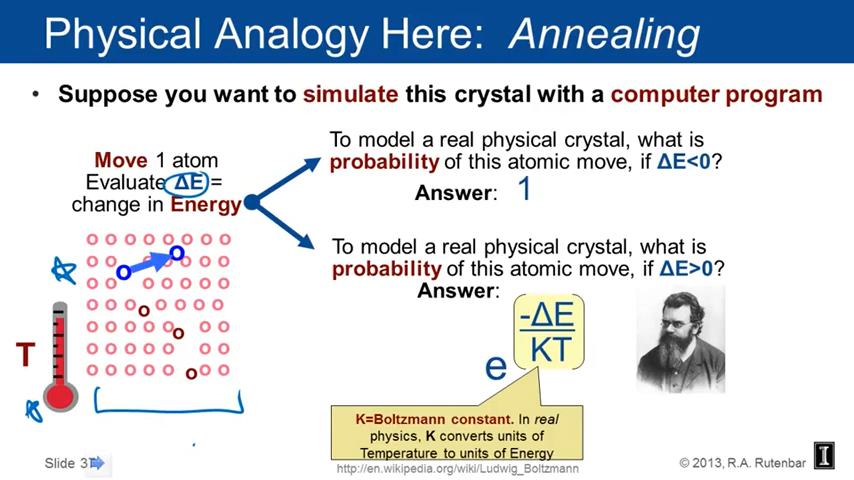 Physical Analogy Here: Annealing
• Suppose you want to simulate this crystal with a computer program
Move 1 atom
Evaluate ΔE =
change in Energy
To model a real physical crystal, what is
probability of this atomic move, if ΔE<0?
Answer: 1
To model a real physical crystal, what is
probability of this atomic move, if ΔE>0?
Answer:
e
-ΔE
KT
T
K=Boltzmann constant. In real
physics, K converts units of
Temperature to units of Energy
http://en.wikipedia.org/wiki/Ludwig_Boltzmann
Slide 37
© 2013, R.A. Rutenbar
I